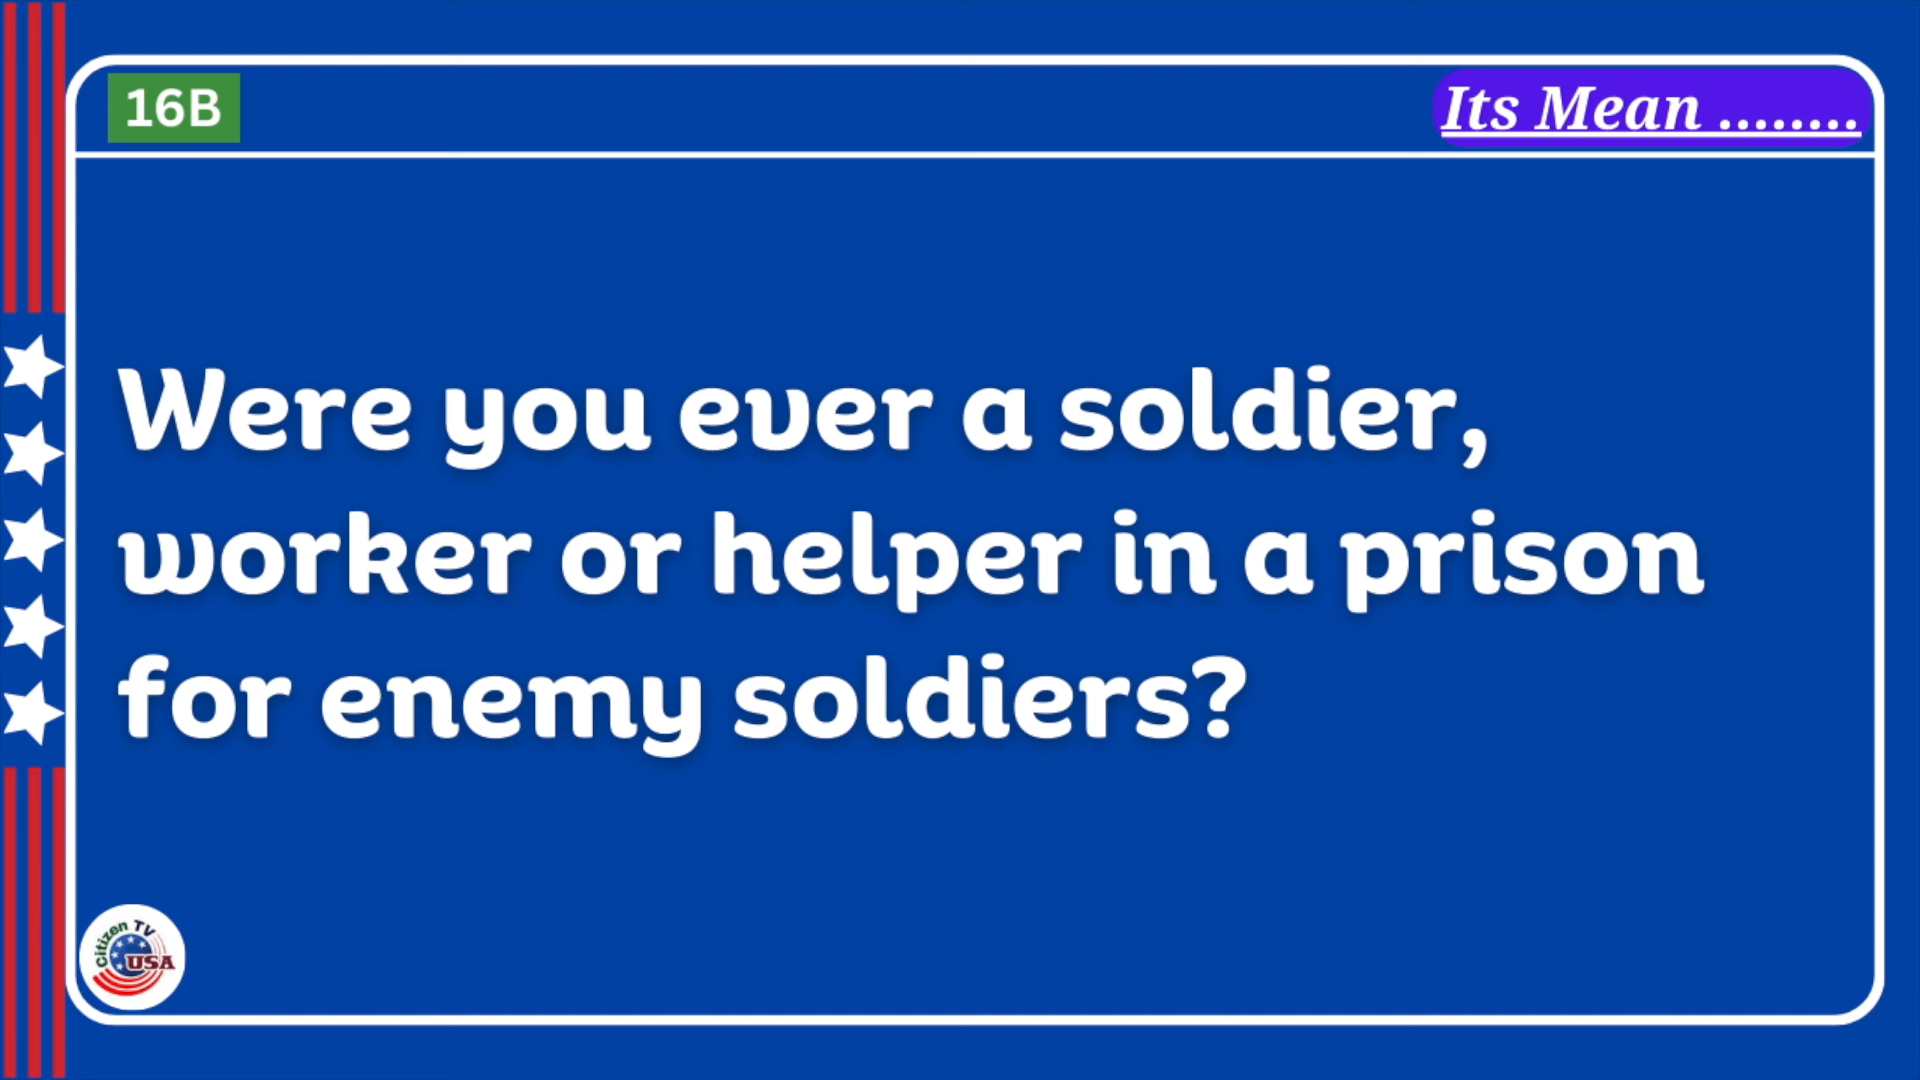 16B
Its Mean ........
Were you ever a soldier,
worker or helper in a prison
for enemy soldiers?
Citizen TV
USA